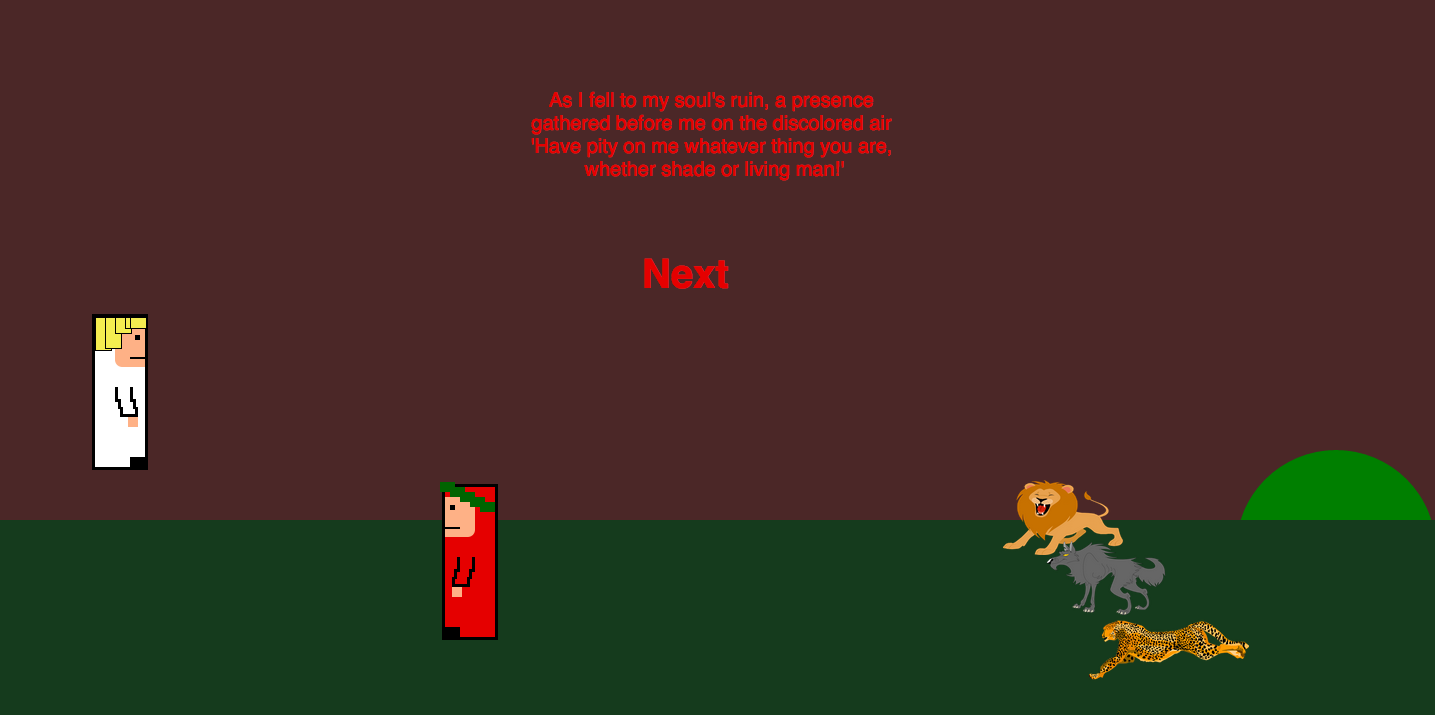 As I fell to my soul's ruin, a presence
gathered before me on the discolored air
'Have pity on me whatever thing you are,
whether shade or living man!'
Next